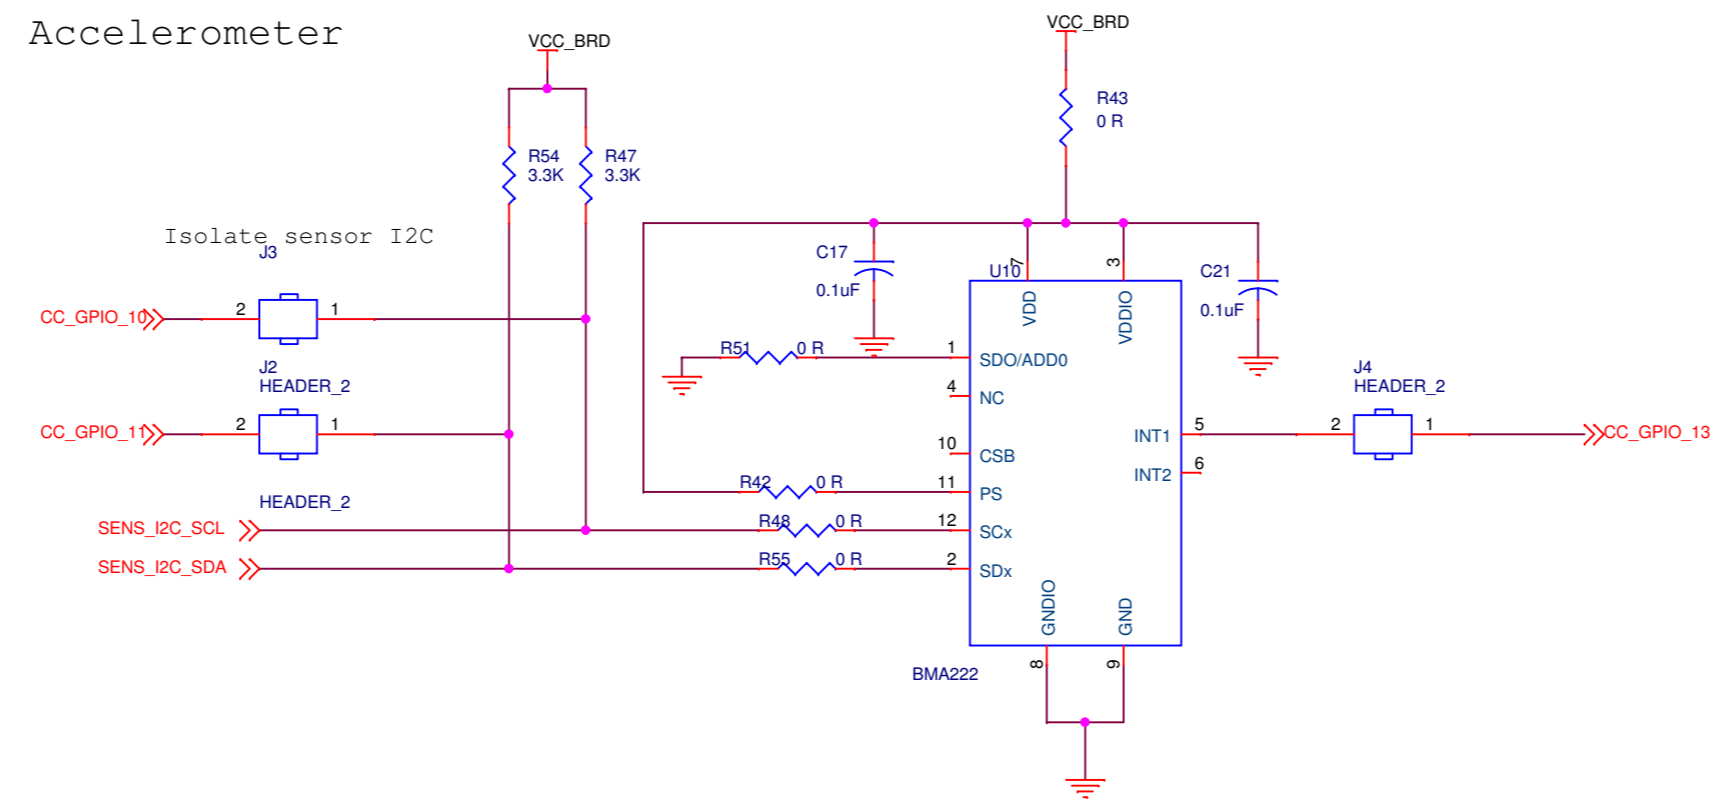 Accelerometer
VCC_BRD
VCC_BRD
R43
0 R
R54
3.3K
R47
3.3K
Isolate sensor I2C
J3
CC_GPIO_10
2
1
J2
HEADER_2
CC_GPIO_11
2
1
HEADER_2
SENS_I2C_SCL
SENS_I2C_SDA
C17
0.1uF
C21
0.1uF
U10
7
3
VDD
VDDIO
R51
0 R
1
SDO/ADD0
4
NC
10
CSB
R42
0 R
11
PS
R48
0 R
12
SCx
R55
0 R
2
SDx
INT1
5
INT2
6
J4
HEADER_2
2
1
CC_GPIO_13
GNDIO
GND
8
9
BMA222